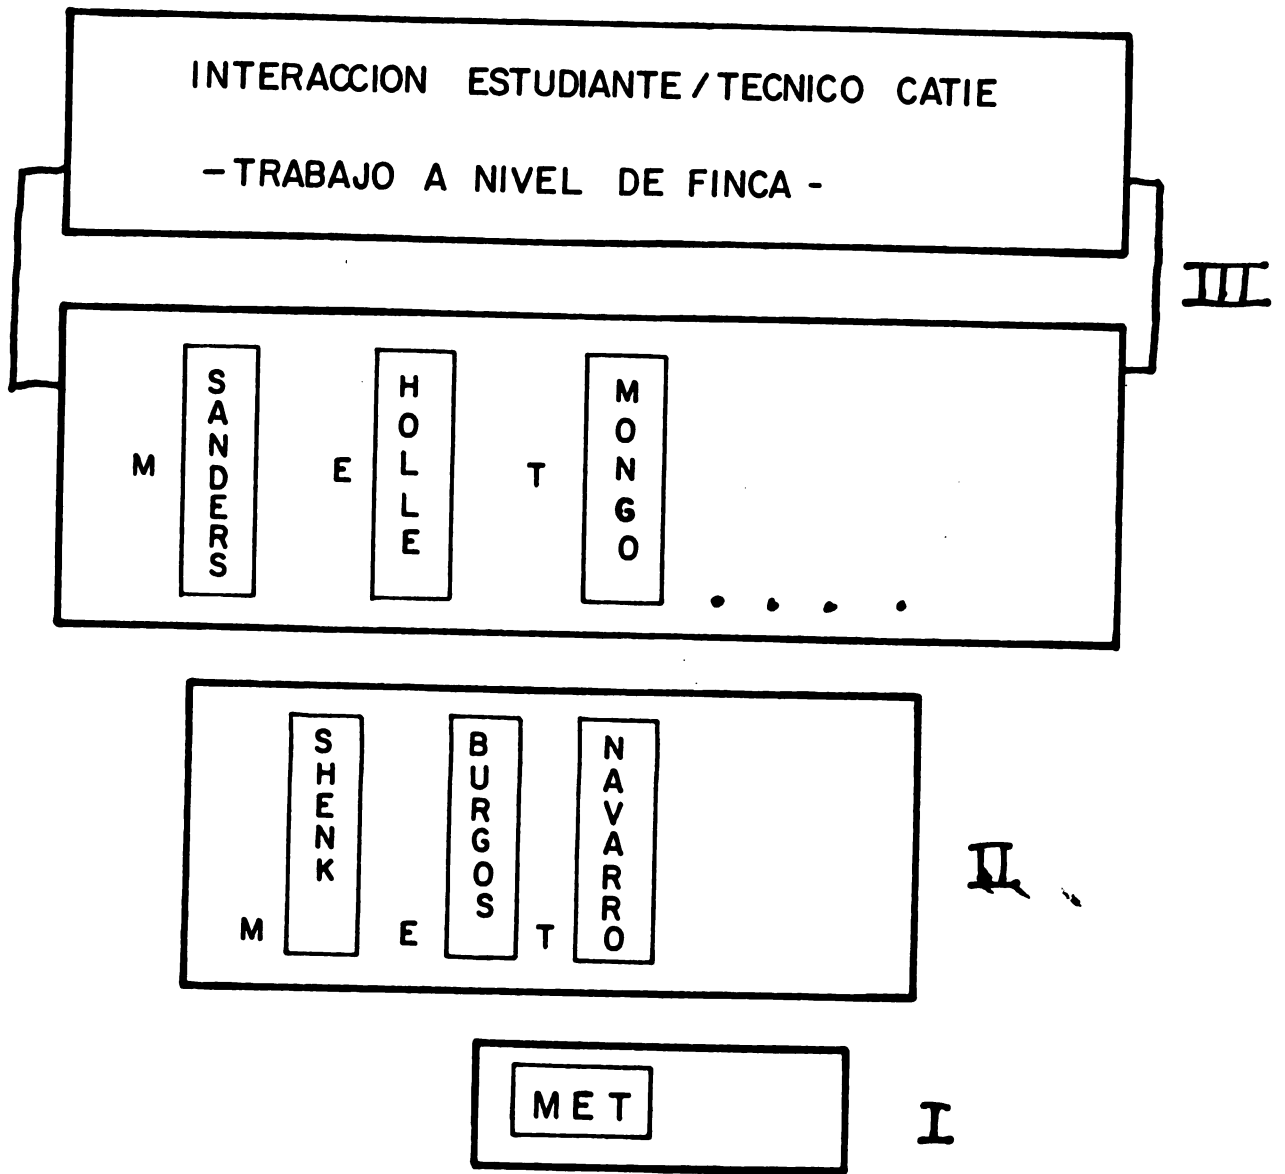 INTERACCION ESTUDIANTE / TECNICO CATIE
- TRABAJO A NIVEL DE FINCA -
III
M SANDERS E HOLLE T MONGO . . . .
M SHENK E BURGOS T NAVARRO
II
MET
I